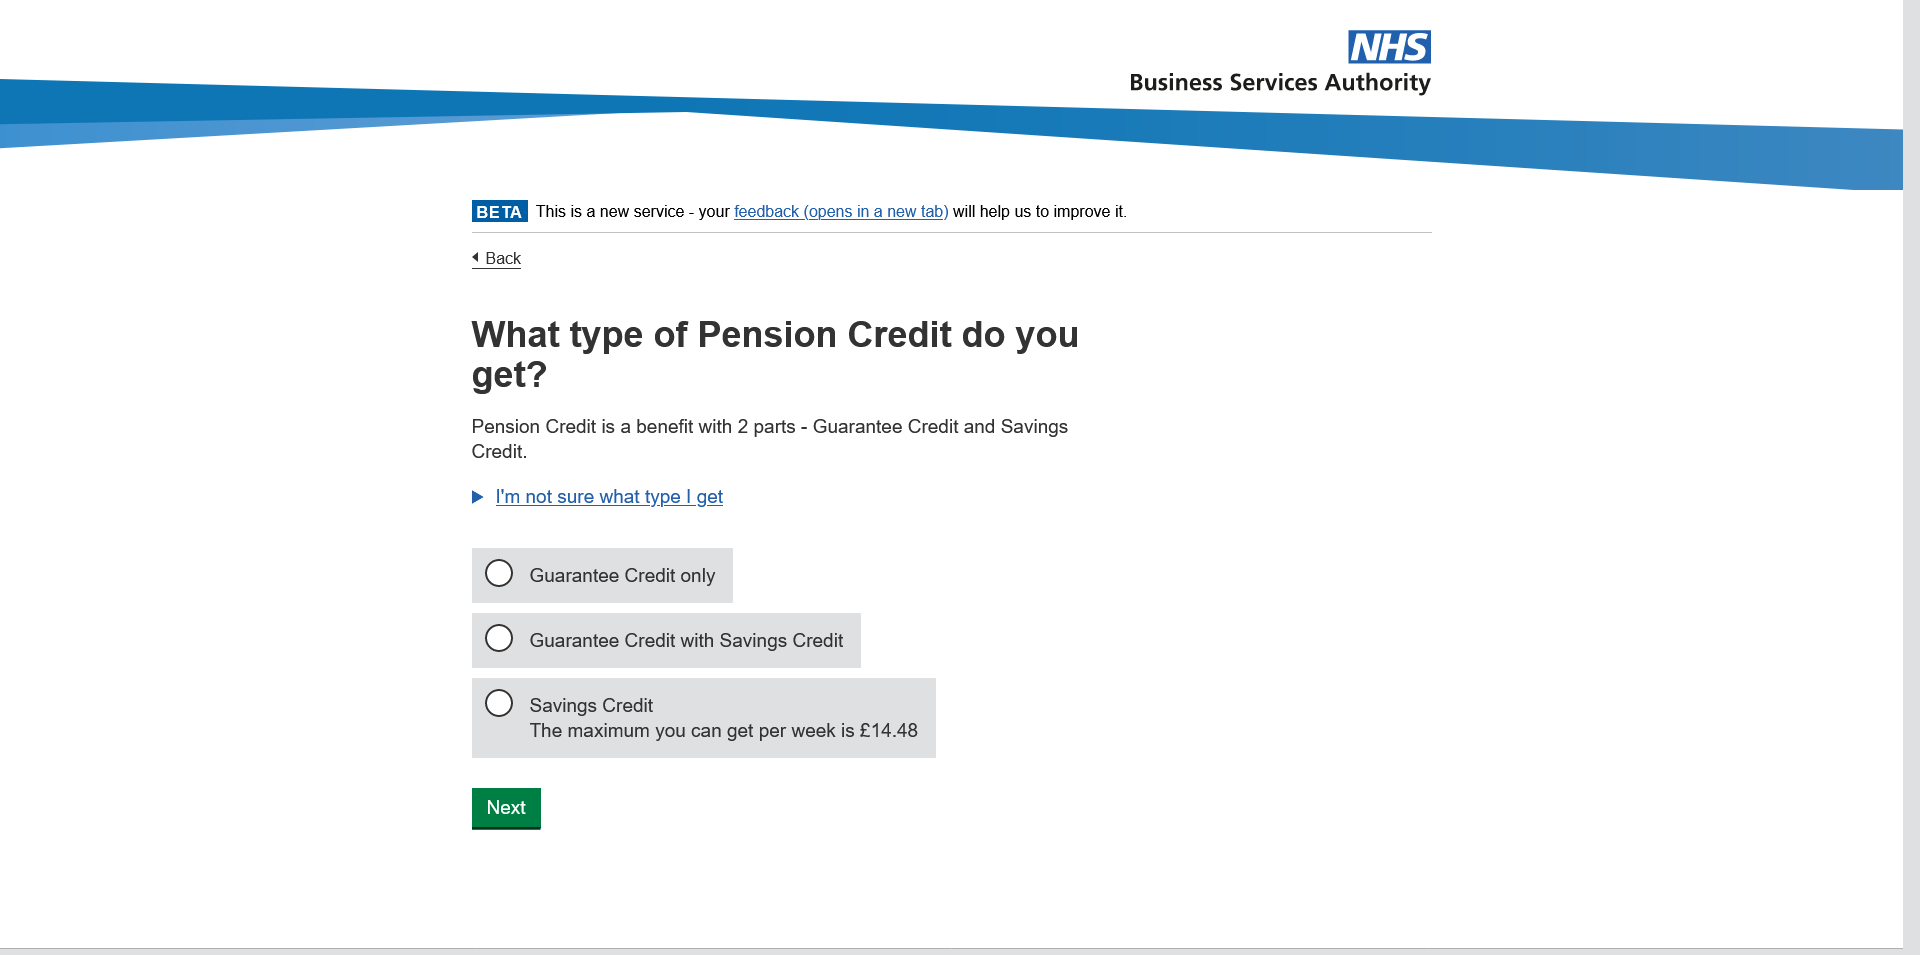 NHS
Business Services Authority
BETA This is a new service - your feedback (opens in a new tab) will help us to improve it.
Back
What type of Pension Credit do you
get?
Pension Credit is a benefit with 2 parts - Guarantee Credit and Savings
Credit.
I'm not sure what type I get
Guarantee Credit only
Guarantee Credit with Savings Credit
Savings Credit
The maximum you can get per week is £14.48
Next